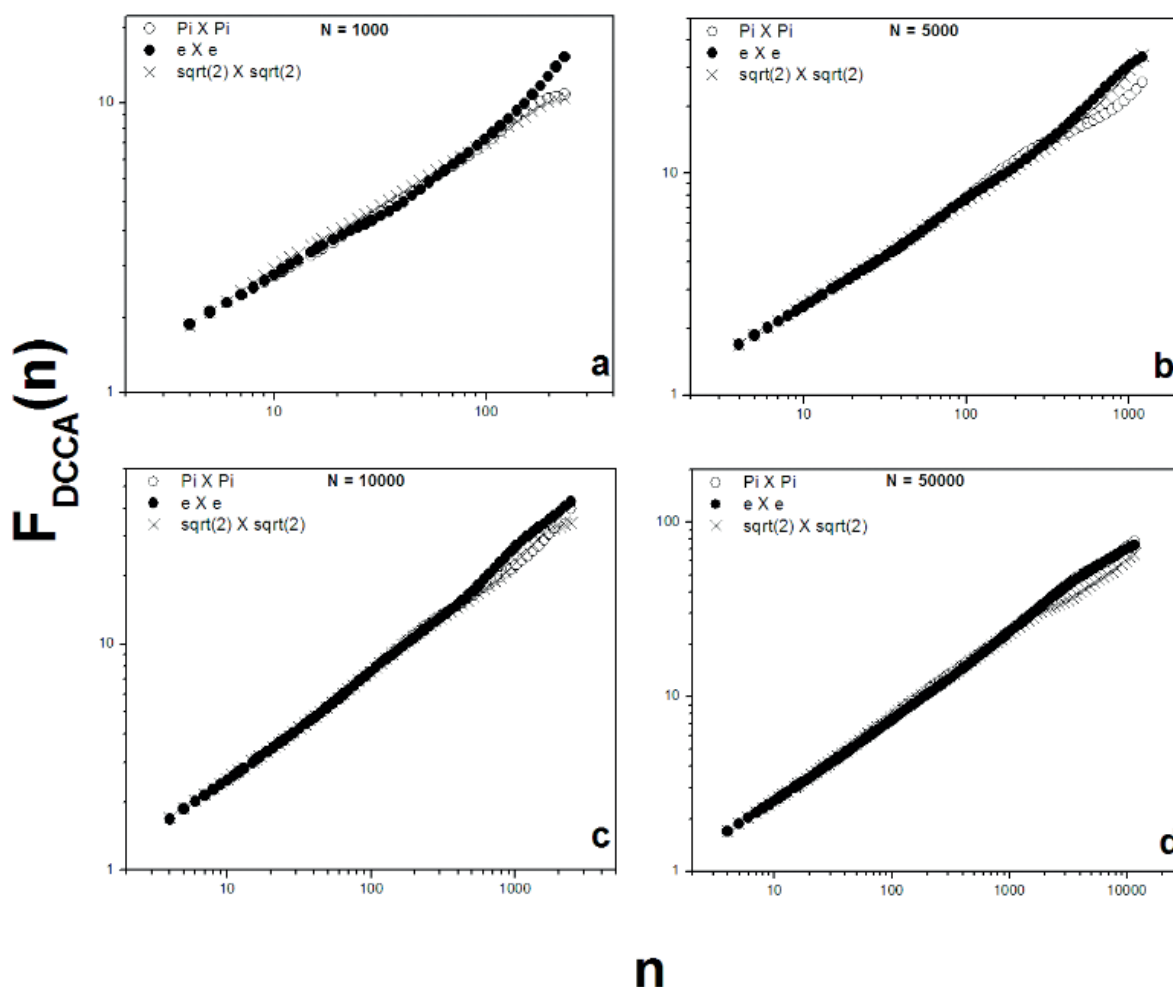 Pi X Pi
e X e
sqrt(2) X sqrt(2)
N = 1000
10
1
10
100
a
Pi X Pi
e X e
sqrt(2) X sqrt(2)
N = 5000
10
1
10
100
1000
b
F_DCCA(n)
Pi X Pi
e X e
sqrt(2) X sqrt(2)
N = 10000
10
1
10
100
1000
c
Pi X Pi
e X e
sqrt(2) X sqrt(2)
N = 50000
100
10
1
10
100
1000
10000
d
n